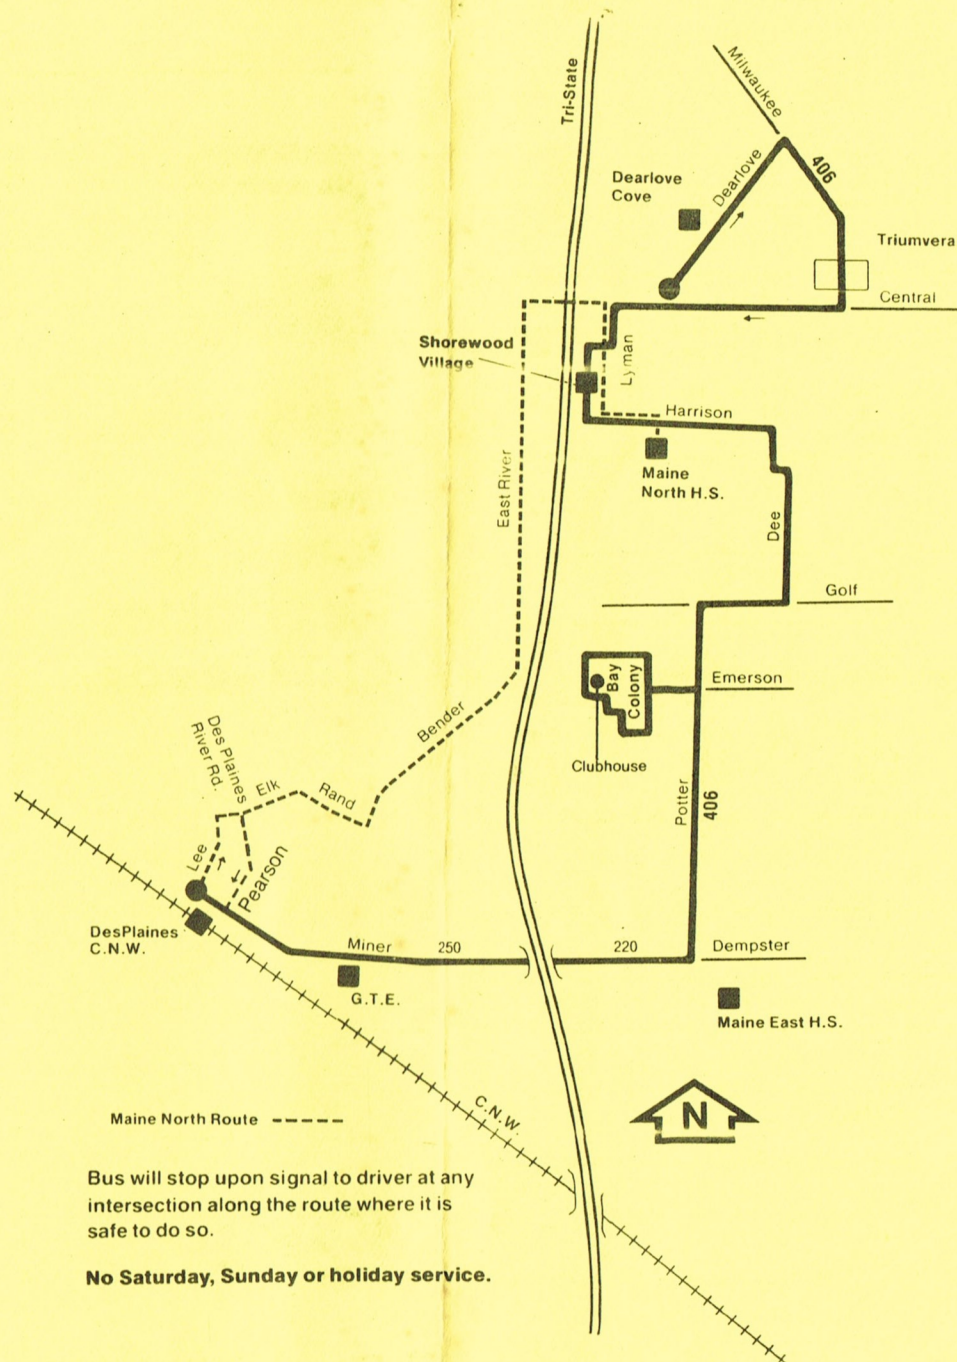 Tri-State
Milwaukee
Dearlove
Cove
Dearlove
406
Triumvera
Central
Shorewood
Village
Lyman
Harrison
Maine
North H.S.
East River
Dee
Golf
Bay
Colony
Emerson
Clubhouse
Bender
Des Plaines
River Rd.
Elk
Rand
Potter
406
Lee
Pearson
DesPlaines
C.N.W.
Miner
250
220
Dempster
G.T.E.
Maine East H.S.
C.N.W.
N
Maine North Route
Bus will stop upon signal to driver at any
intersection along the route where it is
safe to do so.
No Saturday, Sunday or holiday service.